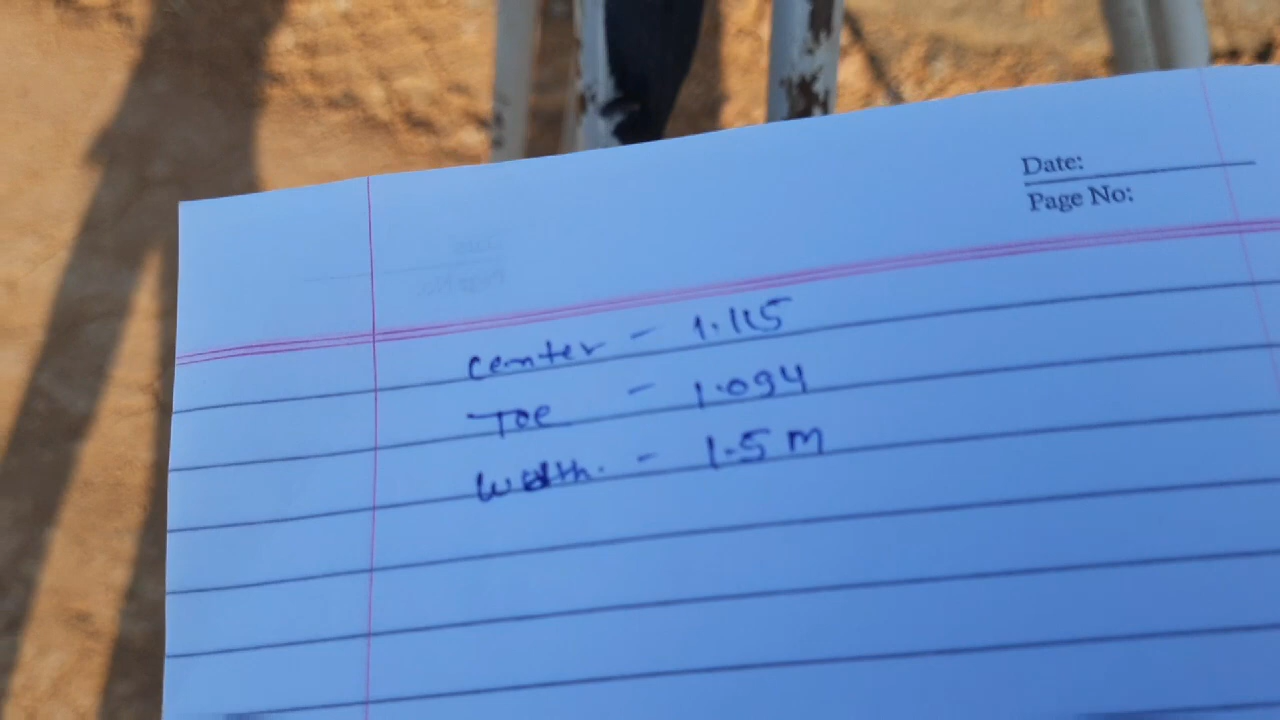 Date:
Page No:
center - 1.115
Toe - 1.094
Width. - 1.5 m